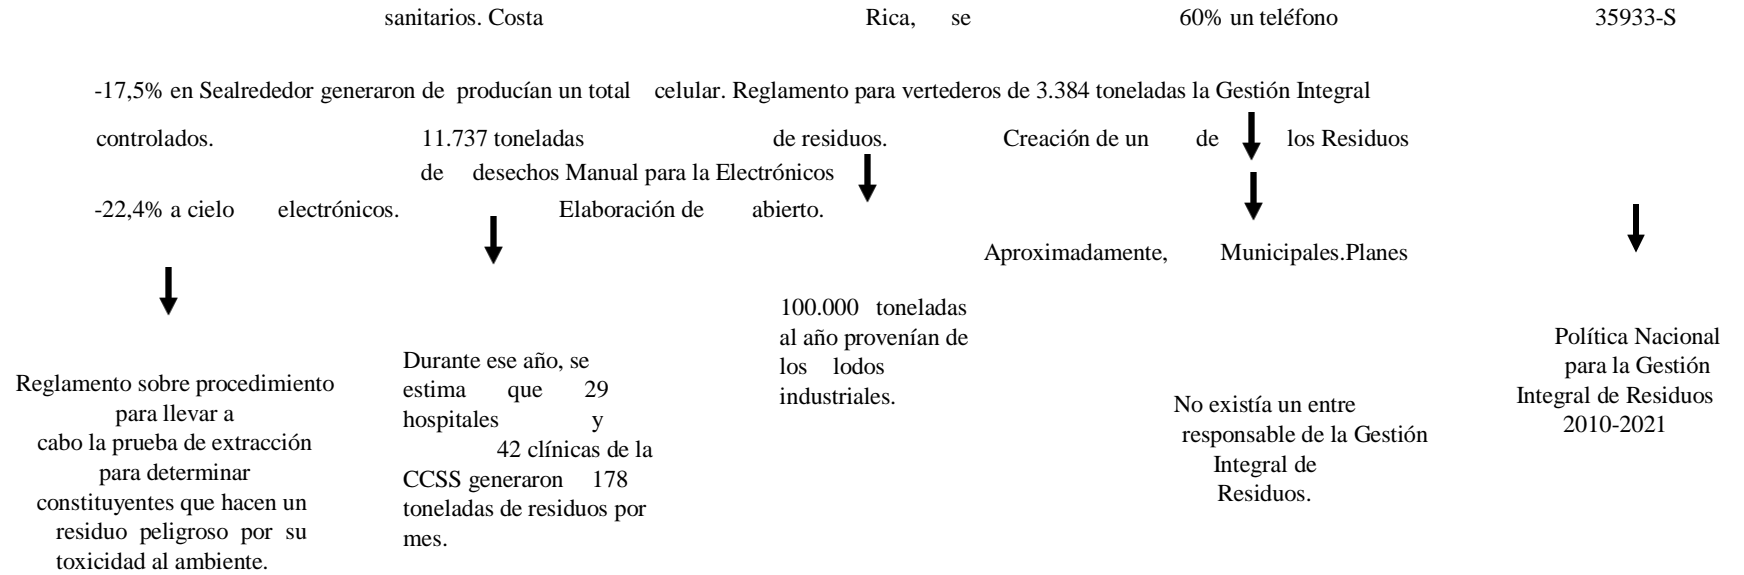 sanitarios. Costa Rica, se 60% un teléfono 35933-S
-17,5% en Sealrededor generaron de producían un total celular. Reglamento para vertederos de 3.384 toneladas la Gestión Integral
controlados. 11.737 toneladas de residuos. Creación de un de los Residuos
de desechos Manual para la Electrónicos
-22,4% a cielo electrónicos. Elaboración de abierto.
Aproximadamente, Municipales.Planes
100.000 toneladas
al año provenían de
los lodos
industriales.
Reglamento sobre procedimiento
para llevar a
cabo la prueba de extracción
para determinar
constituyentes que hacen un
residuo peligroso por su
toxicidad al ambiente.
Durante ese año, se
estima que 29
hospitales y
42 clínicas de la
CCSS generaron 178
toneladas de residuos por
mes.
No existía un entre
responsable de la Gestión
Integral de
Residuos.
Política Nacional
para la Gestión
Integral de Residuos
2010-2021